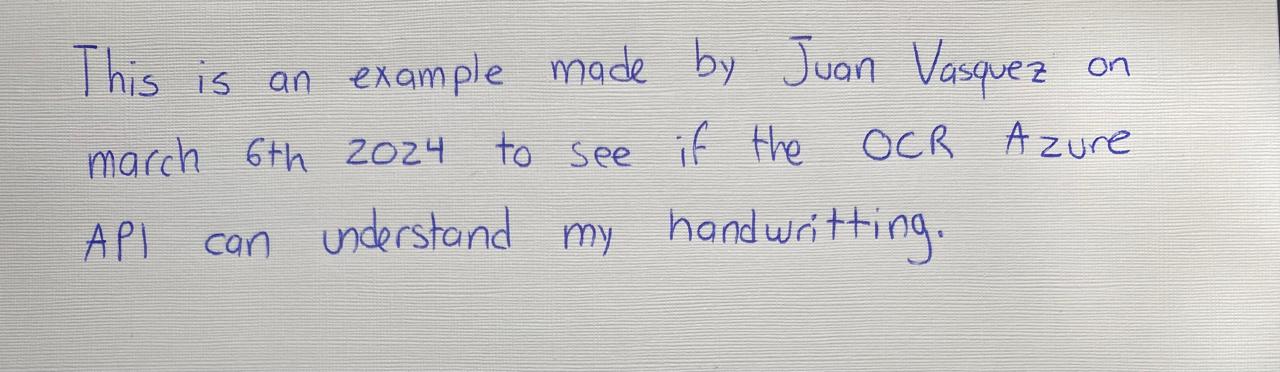 This is an example made by Juan Vasquez on
march 6th 2024 to see if the OCR Azure
API can understand my handwritting.